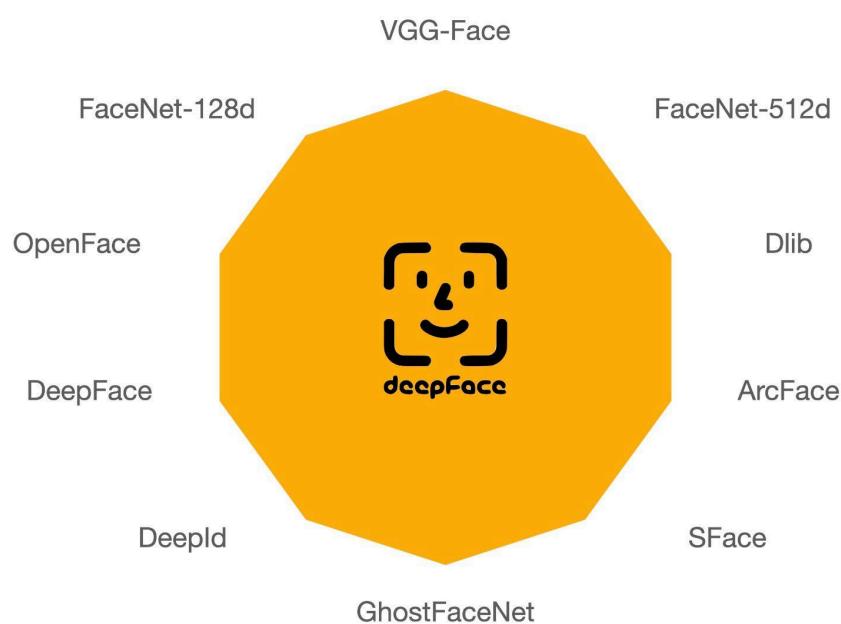 VGG-Face
FaceNet-128d
FaceNet-512d
OpenFace
Dlib
deepFace
DeepFace
ArcFace
DeepId
SFace
GhostFaceNet